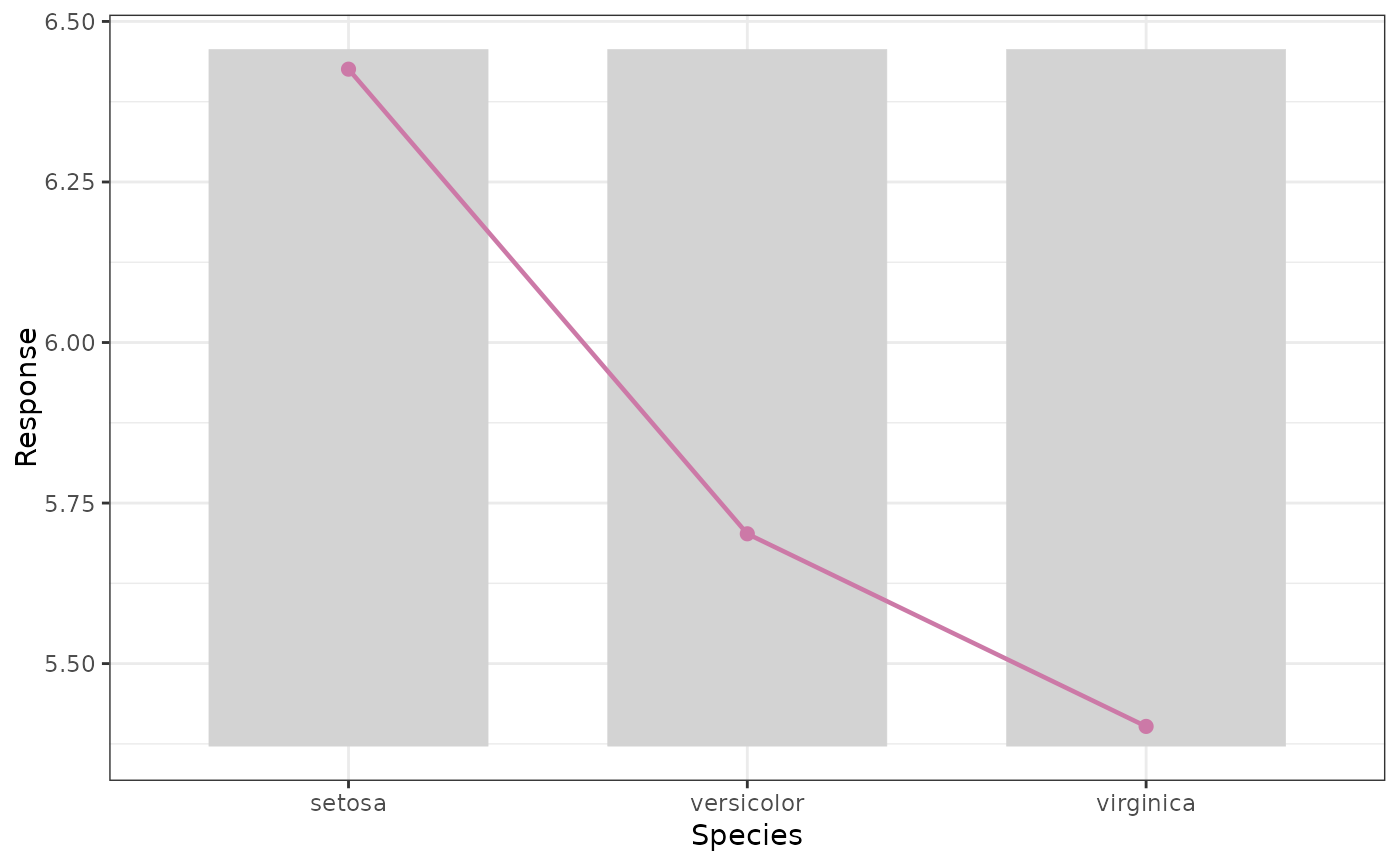 6.50
6.25
6.00
5.75
5.50
Response
setosa
versicolor
virginica
Species